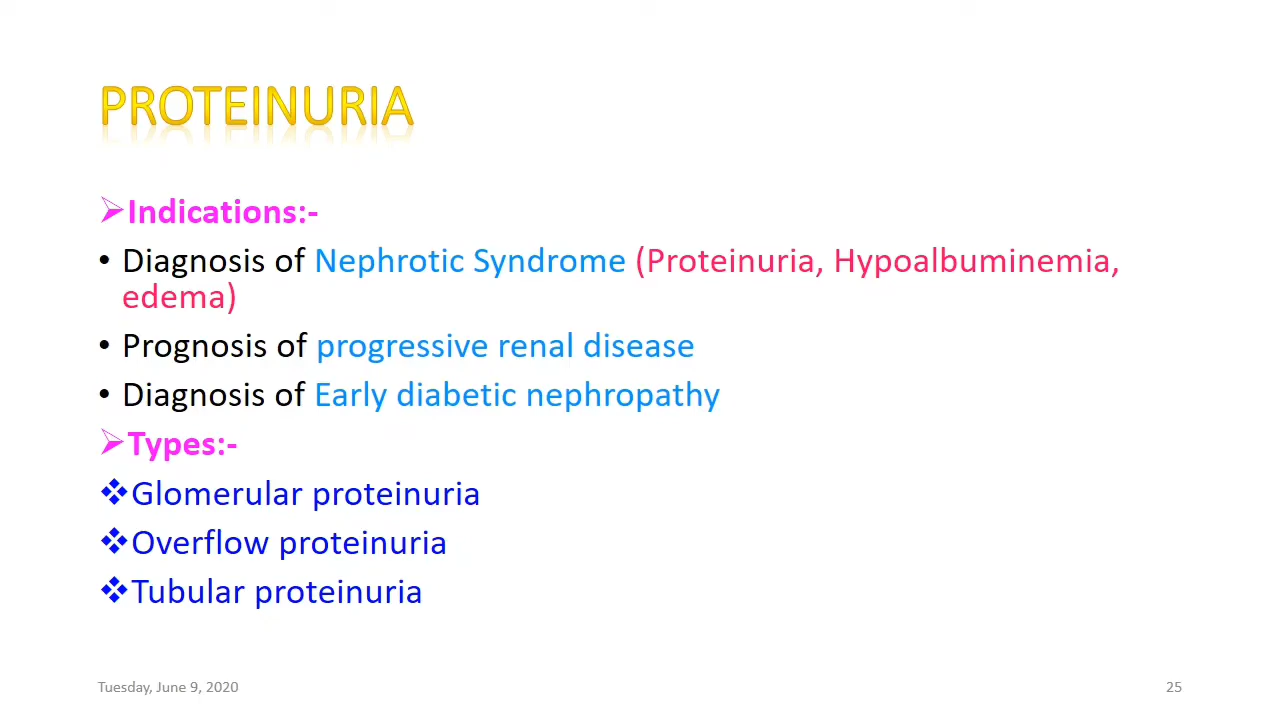 PROTEINURIA
➢Indications:-
• Diagnosis of Nephrotic Syndrome (Proteinuria, Hypoalbuminemia,
edema)
• Prognosis of progressive renal disease
• Diagnosis of Early diabetic nephropathy
➢Types:-
❖Glomerular proteinuria
❖Overflow proteinuria
❖Tubular proteinuria
Tuesday, June 9, 2020
25